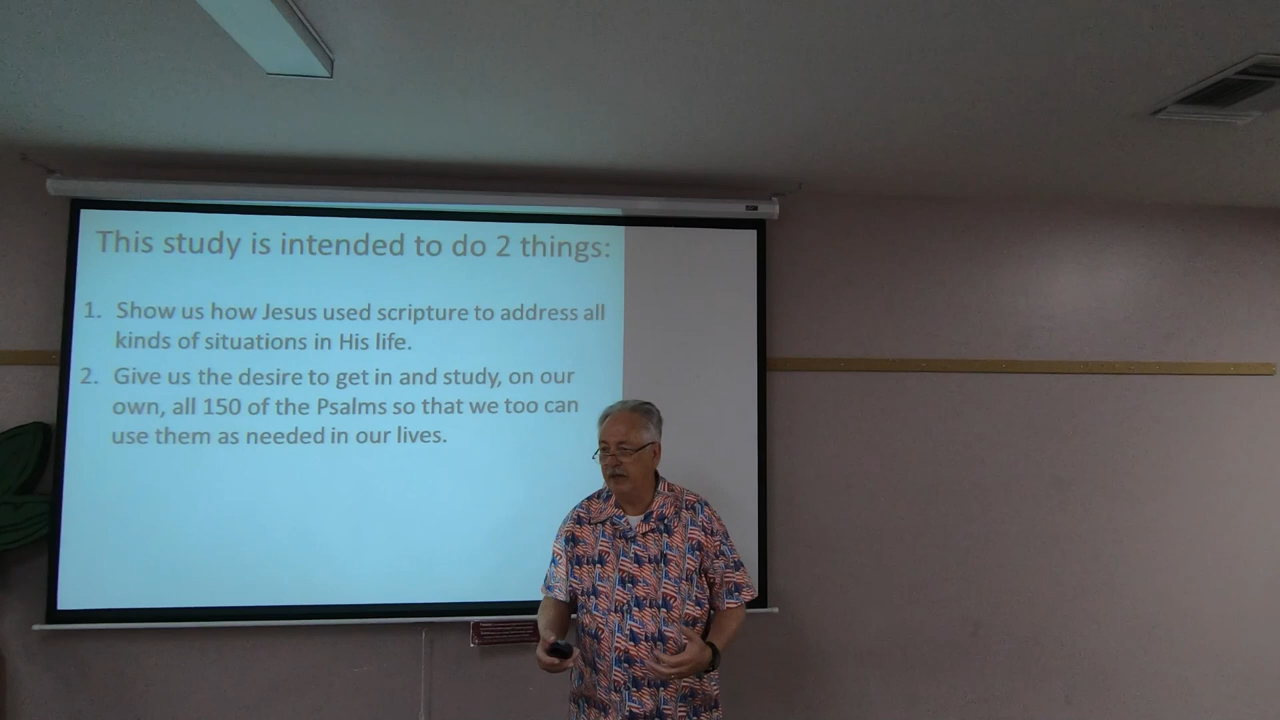 This study is intended to do 2 things:
1. Show us how Jesus used scripture to address all
kinds of situations in His life.
2. Give us the desire to get in and study, on our
own, all 150 of the Psalms so that we too can
use them as needed in our lives.